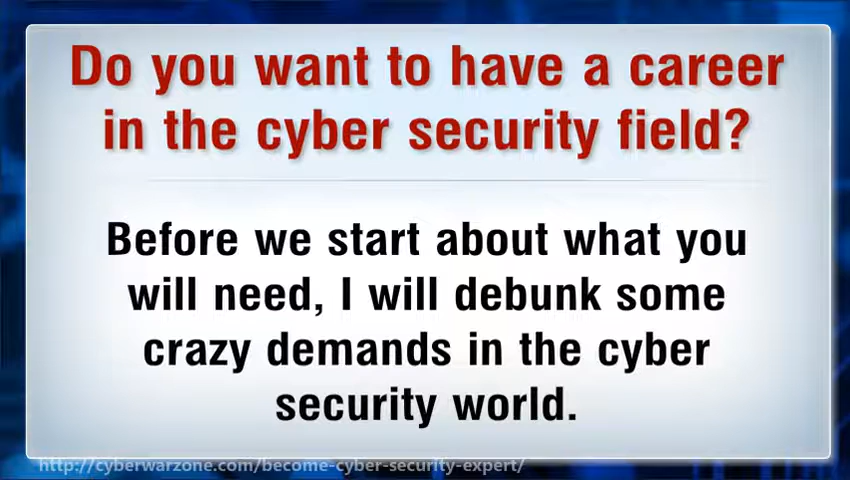 Do you want to have a career
in the cyber security field?
Before we start about what you
will need, I will debunk some
crazy demands in the cyber
security world.
http://cyberwarzone.com/become-cyber-security-expert/